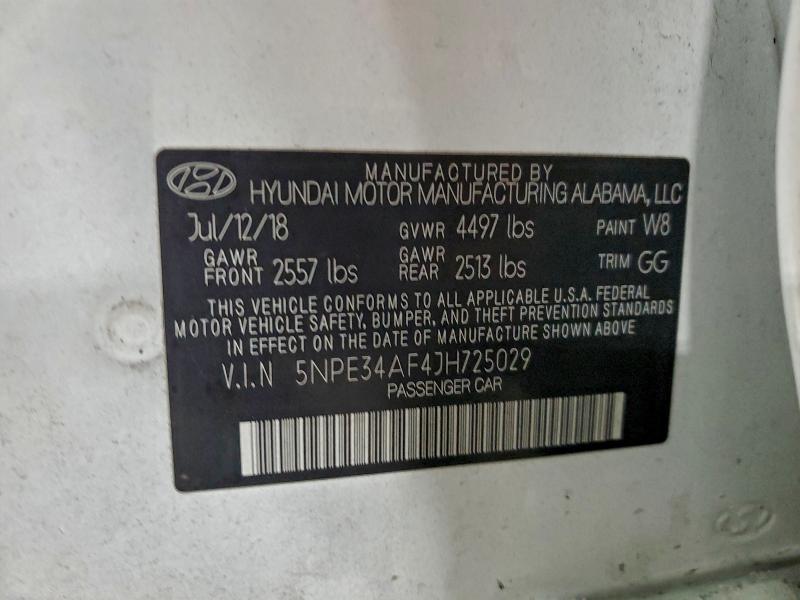 MANUFACTURED BY
HYUNDAI MOTOR MANUFACTURING ALABAMA, LLC
Jul/12/18 GVWR 4497 lbs PAINT W8
GAWR FRONT 2557 lbs GAWR REAR 2513 lbs TRIM GG
THIS VEHICLE CONFORMS TO ALL APPLICABLE U.S.A. FEDERAL
MOTOR VEHICLE SAFETY, BUMPER, AND THEFT PREVENTION STANDARDS
IN EFFECT ON THE DATE OF MANUFACTURE SHOWN ABOVE
V.I.N 5NPE34AF4JH725029
PASSENGER CAR